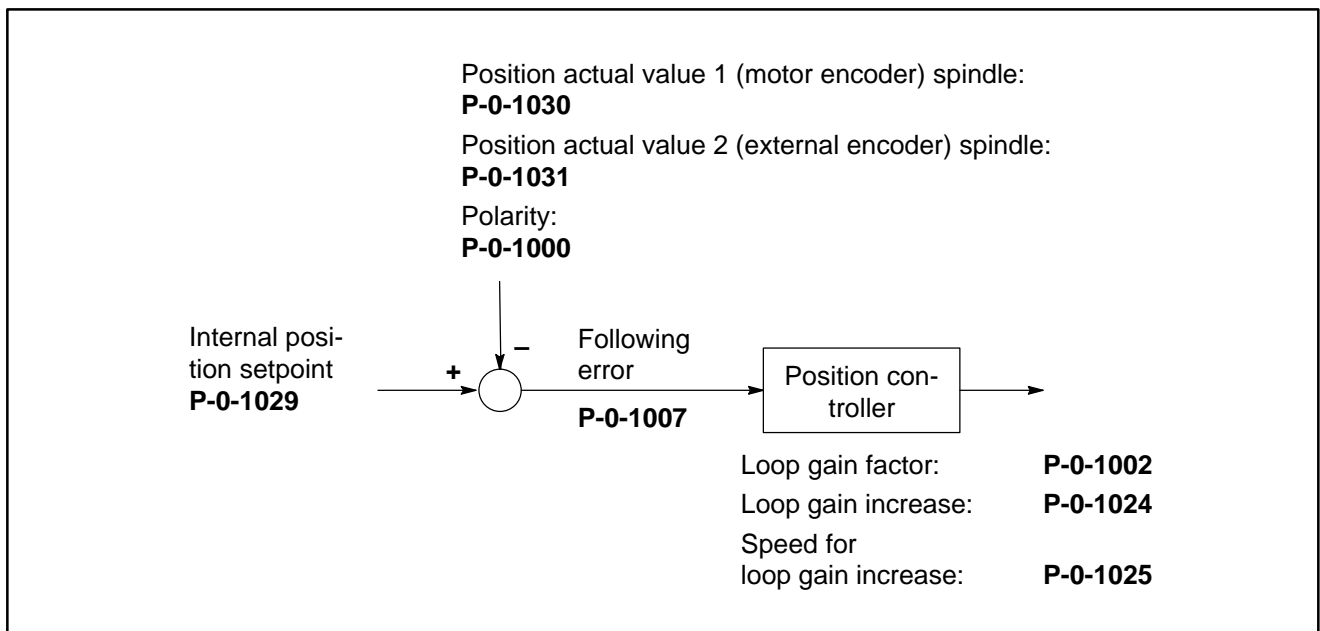 Position actual value 1 (motor encoder) spindle:
P-0-1030
Position actual value 2 (external encoder) spindle:
P-0-1031
Polarity:
P-0-1000
Internal posi-
tion setpoint
P-0-1029
+
–
Following
error
P-0-1007
Position con-
troller
Loop gain factor: P-0-1002
Loop gain increase: P-0-1024
Speed for
loop gain increase: P-0-1025